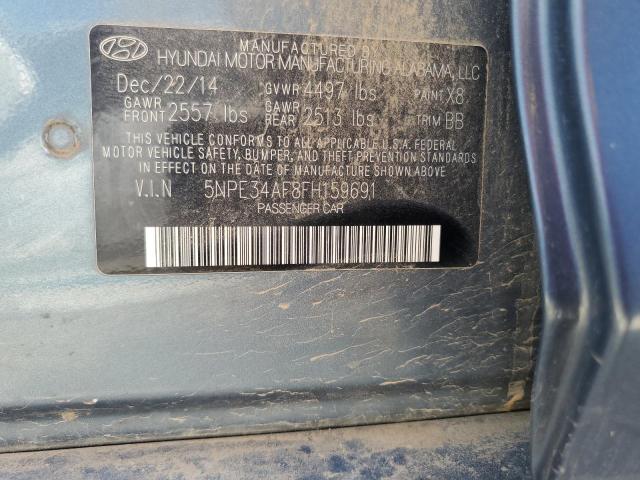 MANUFACTURED BY
HYUNDAI MOTOR MANUFACTURING ALABAMA, LLC
Dec/22/14 GVWR 4497 lbs PAINT X8
GAWR FRONT 2557 lbs GAWR REAR 2513 lbs TRIM BB
THIS VEHICLE CONFORMS TO ALL APPLICABLE U.S.A. FEDERAL
MOTOR VEHICLE SAFETY, BUMPER, AND THEFT PREVENTION
STANDARDS IN EFFECT ON THE DATE OF MANUFACTURE SHOWN
ABOVE
V.I.N 5NPE34AF8FH159691
PASSENGER CAR